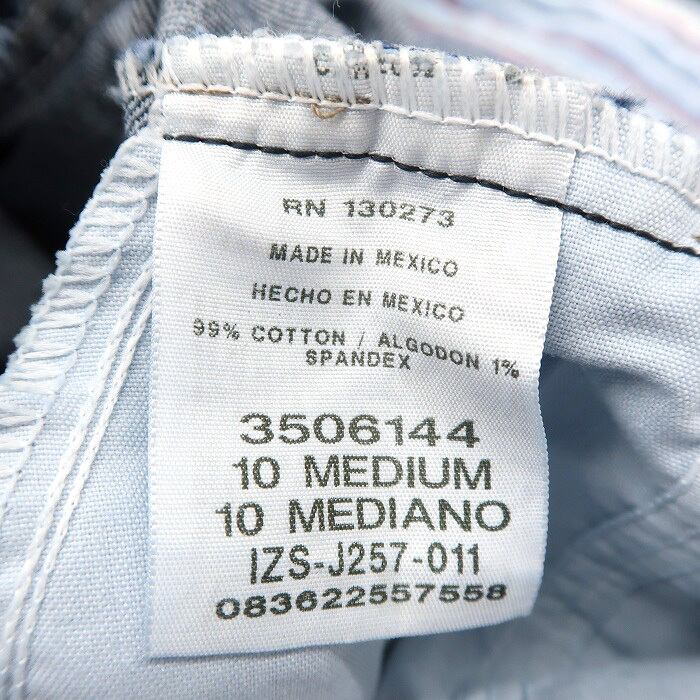 RN 130273
MADE IN MEXICO
HECHO EN MEXICO
99% COTTON / ALGODON 1%
SPANDEX
3506144
10 MEDIUM
10 MEDIANO
IZS-J257-011
083622557558